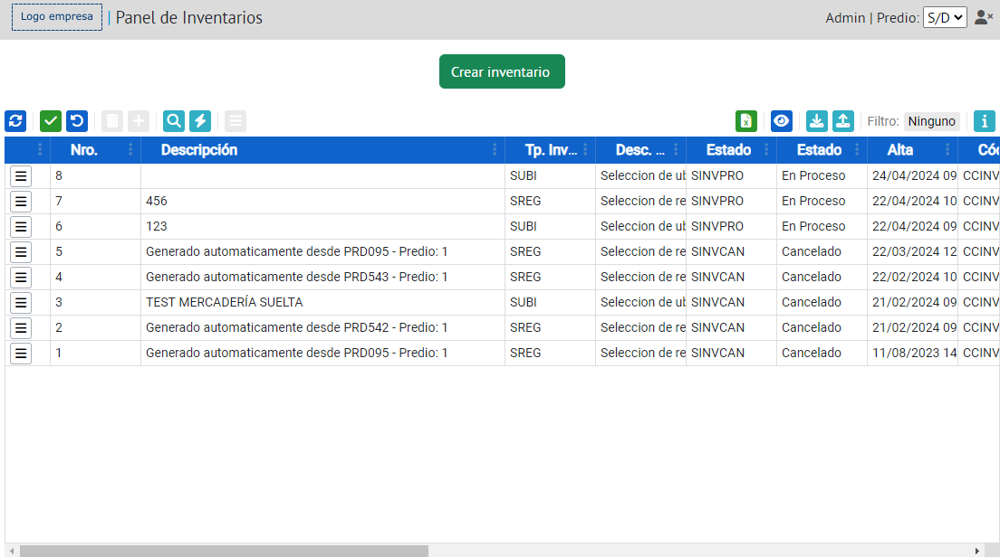 Logo empresa | Panel de Inventarios Admin | Predio: S/D
Crear inventario
Filtro: Ninguno
Nro. Descripción Tp. Inv... Desc. ... Estado Estado Alta Cóc
8 SUBI Seleccion de ub SINVPRO En Proceso 24/04/2024 09 CCINV
7 456 SREG Seleccion de re SINVPRO En Proceso 22/04/2024 10 CCINV
6 123 SUBI Seleccion de ub SINVPRO En Proceso 22/04/2024 09 CCINV
5 Generado automaticamente desde PRD095 - Predio: 1 SREG Seleccion de re SINVCAN Cancelado 22/03/2024 12 CCINV
4 Generado automaticamente desde PRD543 - Predio: 1 SREG Seleccion de re SINVCAN Cancelado 22/02/2024 10 CCINV
3 TEST MERCADERÍA SUELTA SUBI Seleccion de ub SINVCAN Cancelado 21/02/2024 09 CCINV
2 Generado automaticamente desde PRD542 - Predio: 1 SREG Seleccion de re SINVCAN Cancelado 21/02/2024 09 CCINV
1 Generado automaticamente desde PRD095 - Predio: 1 SREG Seleccion de re SINVCAN Cancelado 11/08/2023 14 CCINV